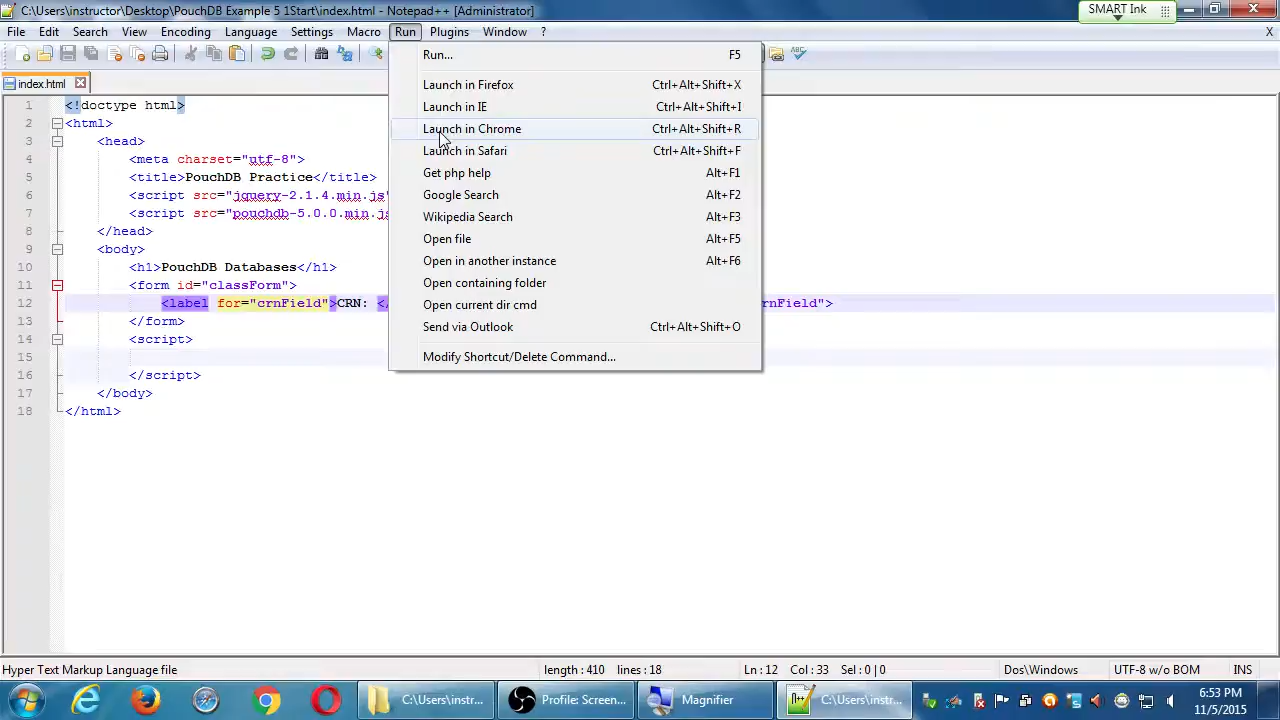 C:\Users\instructor\Desktop\PouchDB Example 5 1Start\index.html - Notepad++ [Administrator]
SMART Ink
File Edit Search View Encoding Language Settings Macro Run Plugins Window ? X
index.html
Run... F5
Launch in Firefox Ctrl+Alt+Shift+X
Launch in IE Ctrl+Alt+Shift+I
Launch in Chrome Ctrl+Alt+Shift+R
Launch in Safari Ctrl+Alt+Shift+F
Get php help Alt+F1
Google Search Alt+F2
Wikipedia Search Alt+F3
Open file Alt+F5
Open in another instance Alt+F6
Open containing folder
Open current dir cmd
Send via Outlook Ctrl+Alt+Shift+O
Modify Shortcut/Delete Command...
1 <!doctype html>
2 <html>
3 <head>
4 <meta charset="utf-8">
5 <title>PouchDB Practice</title>
6 <script src="jquery-2.1.4.min.js"
7 <script src="pouchdb-5.0.0.min.js
8 </head>
9 <body>
10 <h1>PouchDB Databases</h1>
11 <form id="classForm">
12 <label for="crnField">CRN: </ rnField">
13 </form>
14 <script>
15
16 </script>
17 </body>
18 </html>
Hyper Text Markup Language file length : 410 lines : 18 Ln : 12 Col : 33 Sel : 0 | 0 Dos\Windows UTF-8 w/o BOM INS
C:\Users\instr... Profile: Screen... Magnifier C:\Users\instr...
6:53 PM
11/5/2015